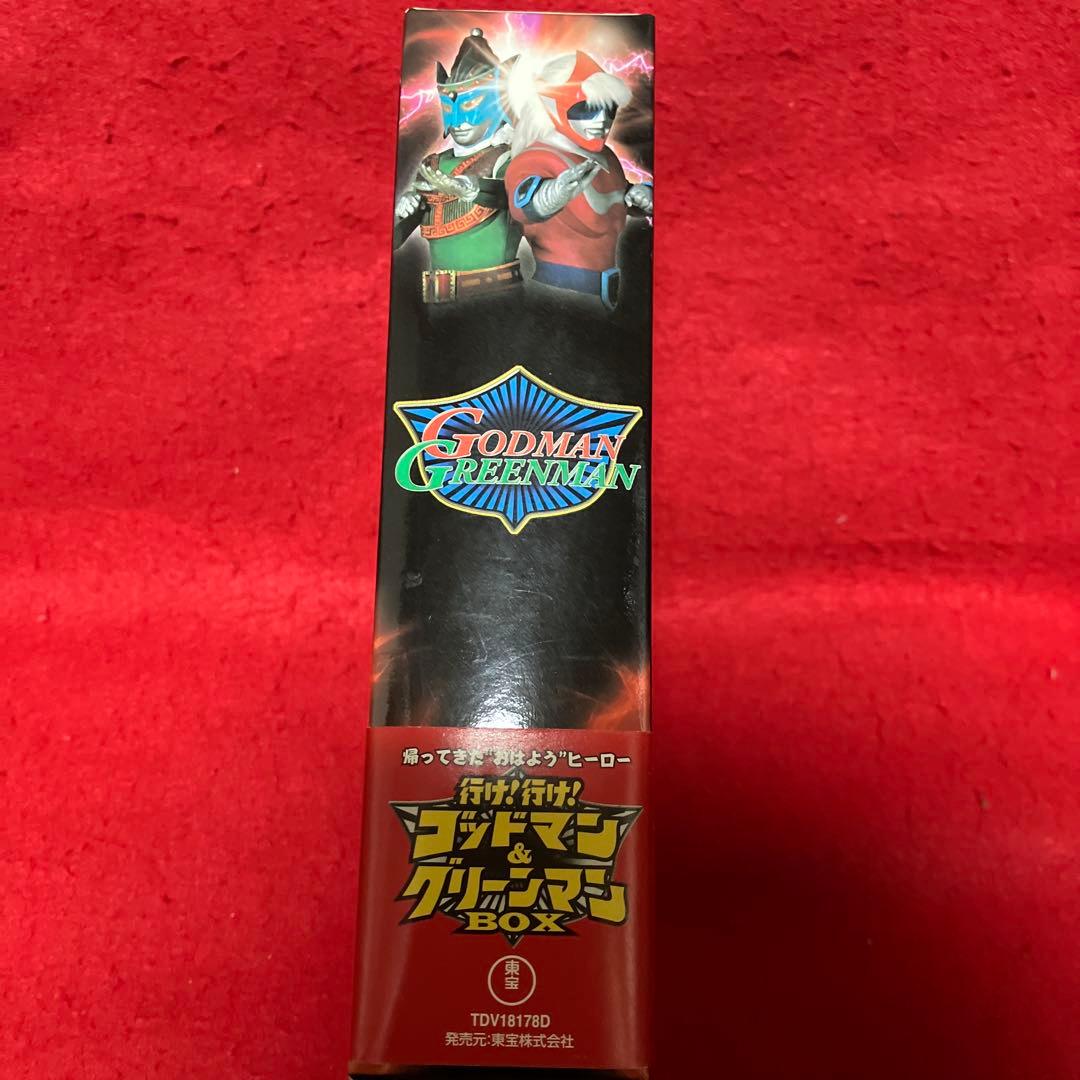 GODMAN
GREENMAN
帰ってきた"おはよう"ヒーロー
行け!行け!
ゴッドマン
&
グリーンマン
BOX
東宝
TDV18178D
発売元:東宝株式会社